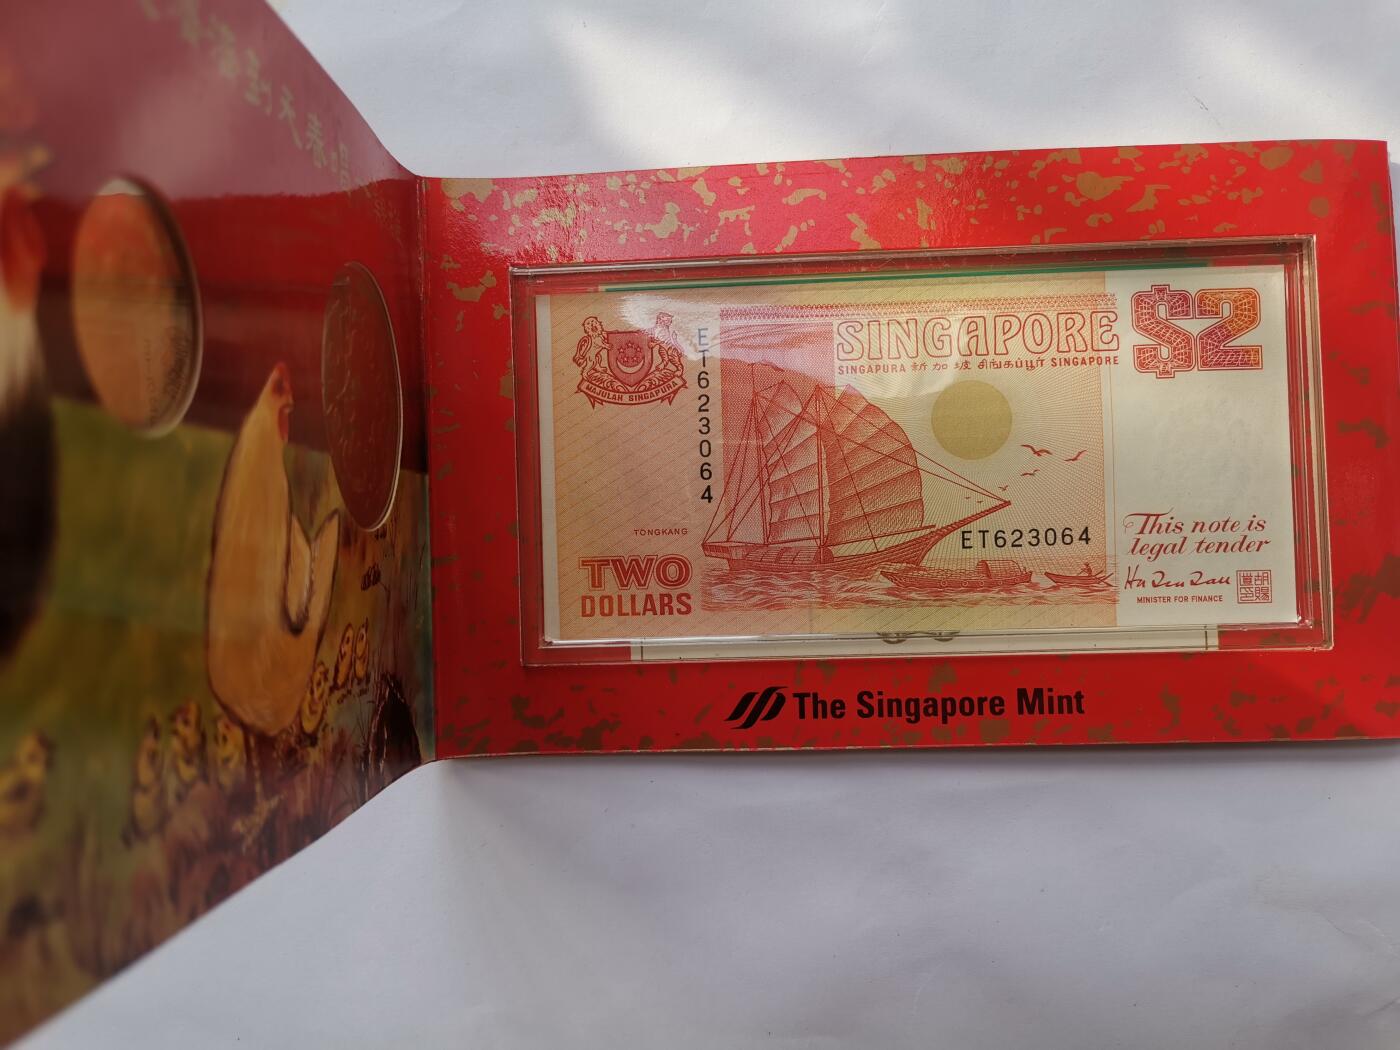 MAJULAH SINGAPURA
ET623064
SINGAPORE
SINGAPURA 新加坡 சிங்கப்பூர் SINGAPORE
$2
TONGKANG
TWO
DOLLARS
ET623064
This note is
legal tender
MINISTER FOR FINANCE
The Singapore Mint